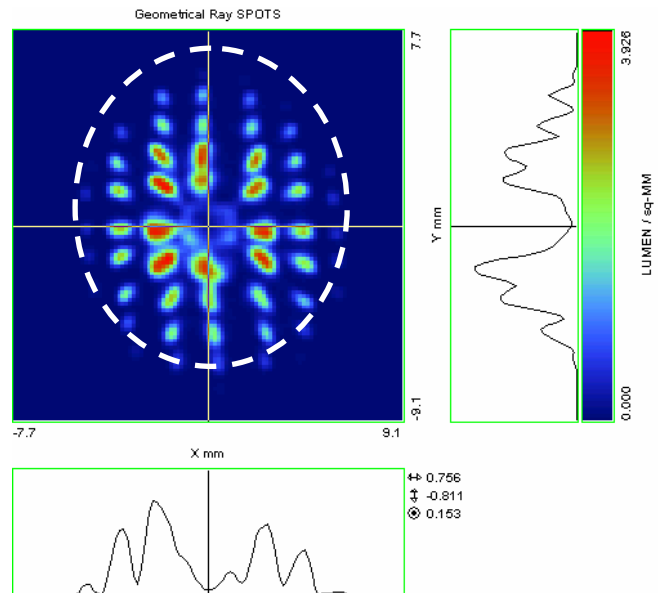 Geometrical Ray SPOTS
7.7
Y mm
-9.1
3.926
LUMEN / sq-MM
0.000
-7.7
9.1
X mm
0.756
-0.811
0.153